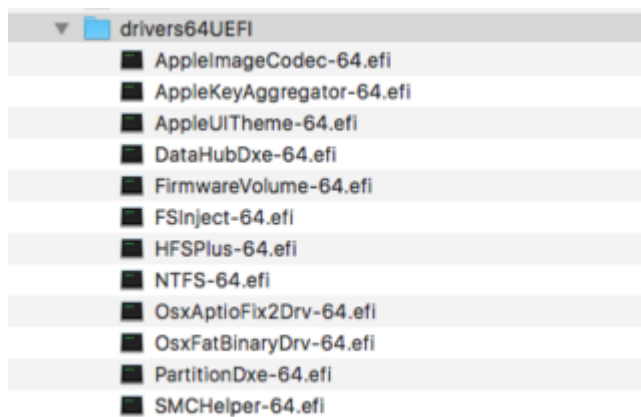 drivers64UEFI
AppleImageCodec-64.efi
AppleKeyAggregator-64.efi
AppleUITheme-64.efi
DataHubDxe-64.efi
FirmwareVolume-64.efi
FSInject-64.efi
HFSPlus-64.efi
NTFS-64.efi
OsxAptioFix2Drv-64.efi
OsxFatBinaryDrv-64.efi
PartitionDxe-64.efi
SMCHelper-64.efi